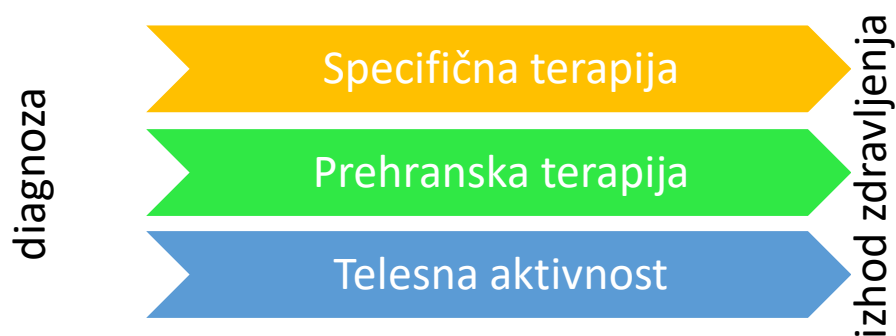 diagnoza
Specifična terapija
Prehranska terapija
Telesna aktivnost
izhod zdravljenja